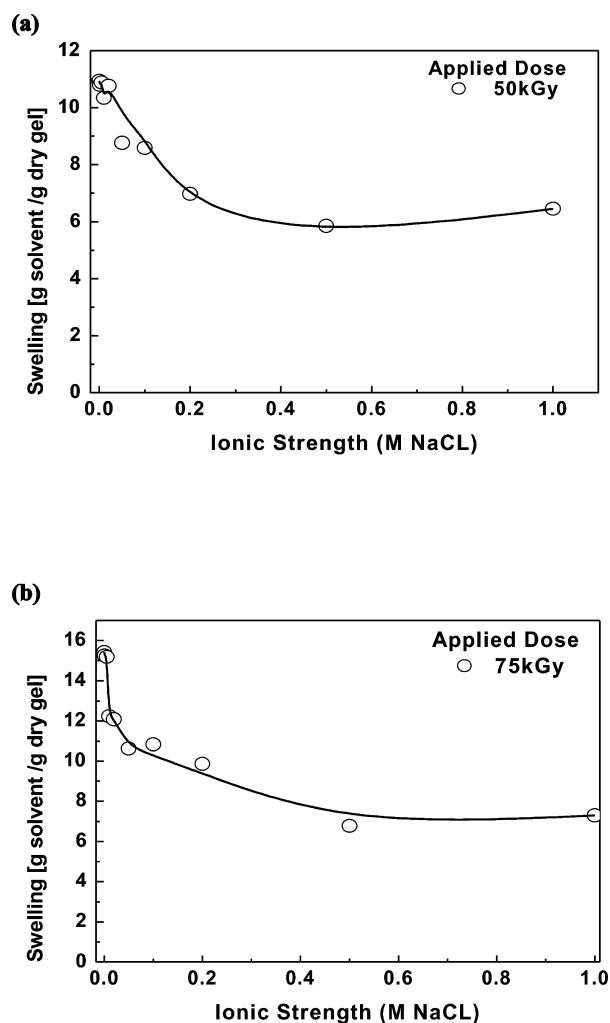 (a)
12
10
8
6
4
2
0
Swelling [g solvent /g dry gel]
Applied Dose
50kGy
0.0 0.2 0.4 0.6 0.8 1.0
Ionic Strength (M NaCL)
(b)
16
14
12
10
8
6
4
2
0
Swelling [g solvent /g dry gel]
Applied Dose
75kGy
0.0 0.2 0.4 0.6 0.8 1.0
Ionic Strength (M NaCL)